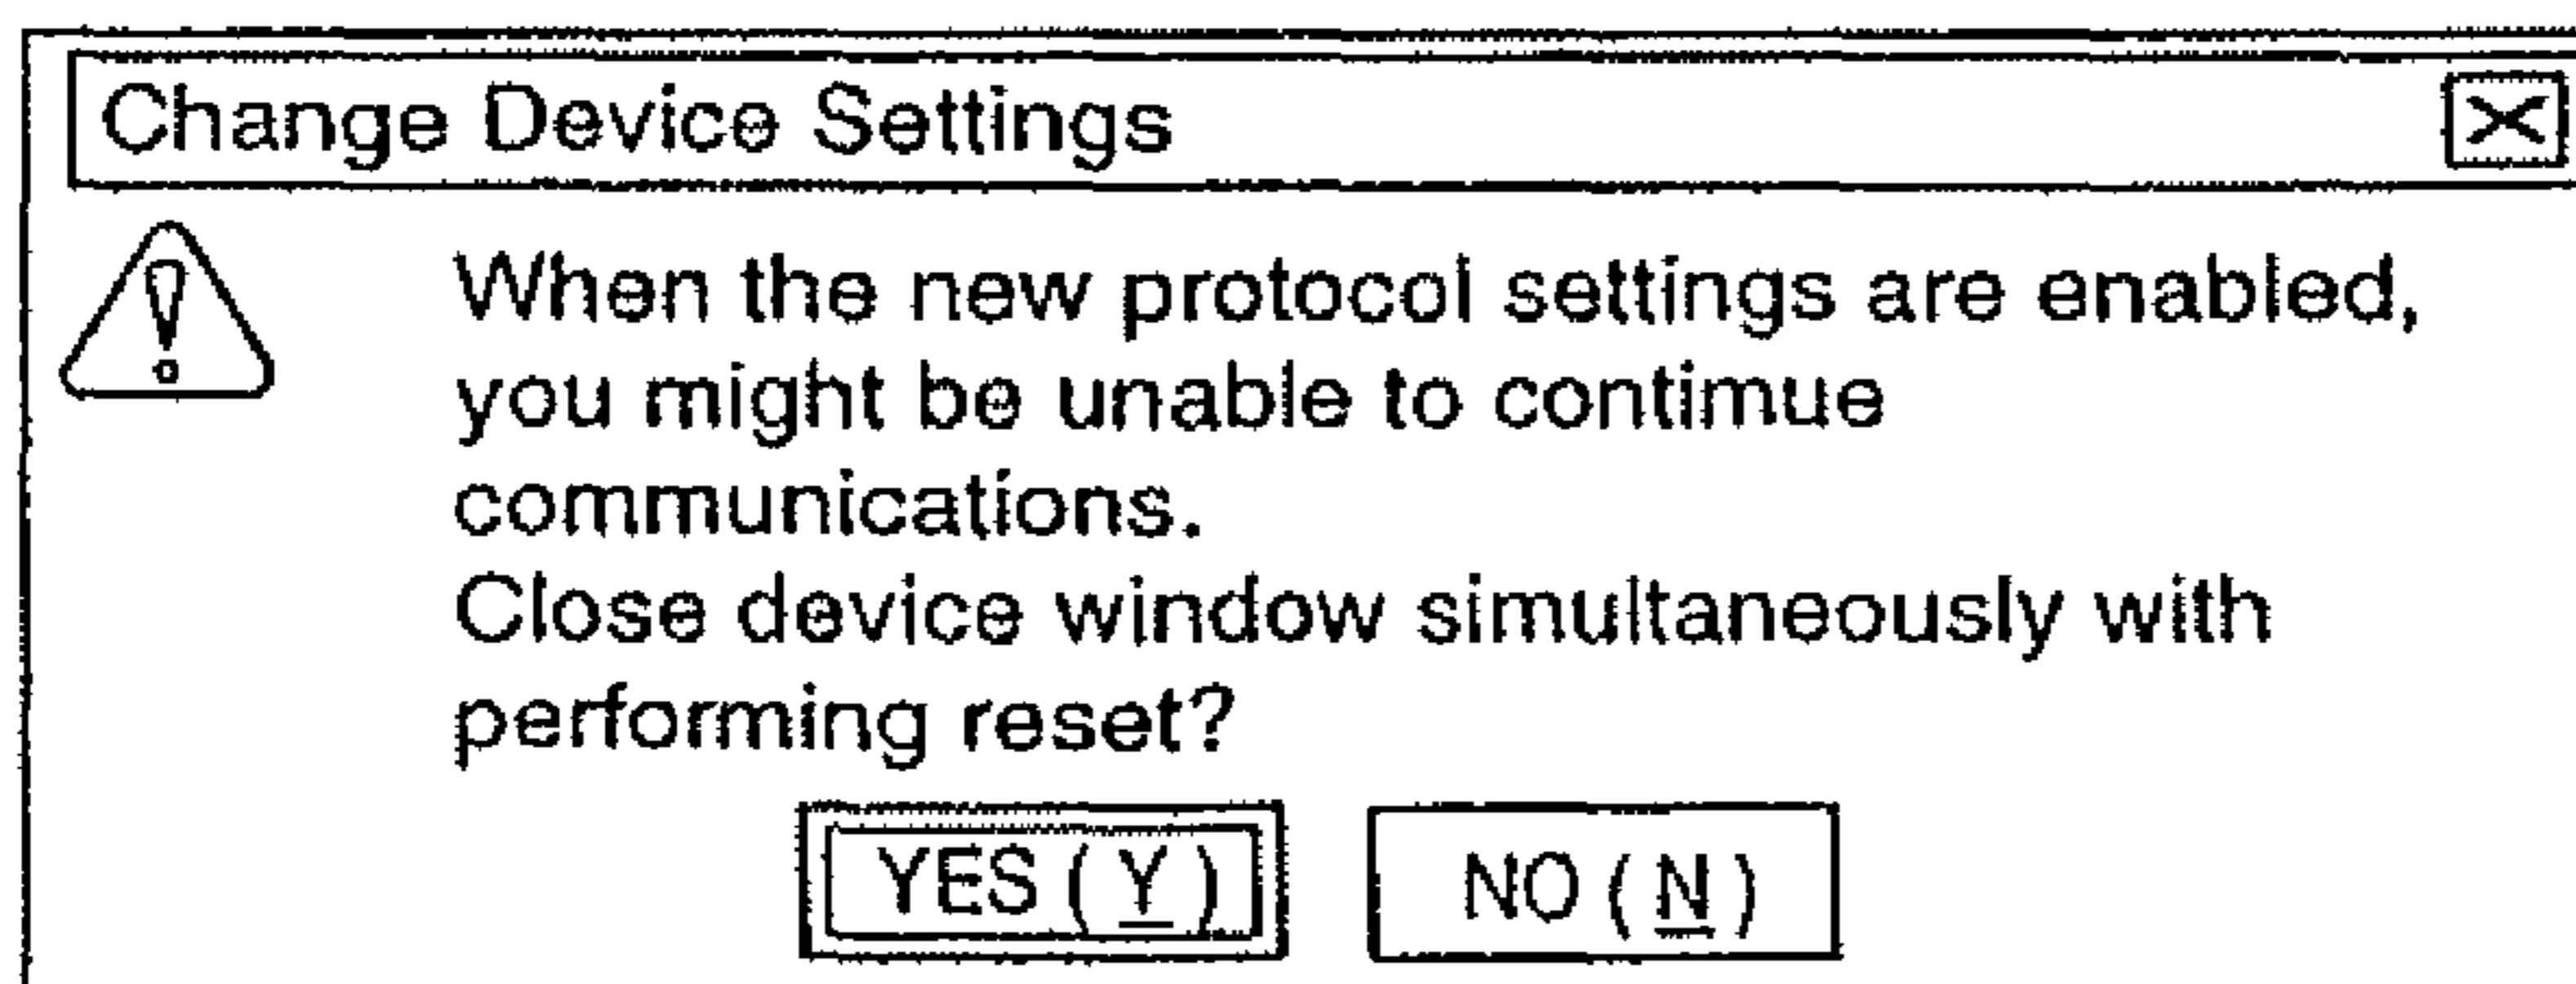 Change Device Settings
When the new protocol settings are enabled,
you might be unable to contimue
communications.
Close device window simultaneously with
performing reset?
YES ( Y ) NO ( N )